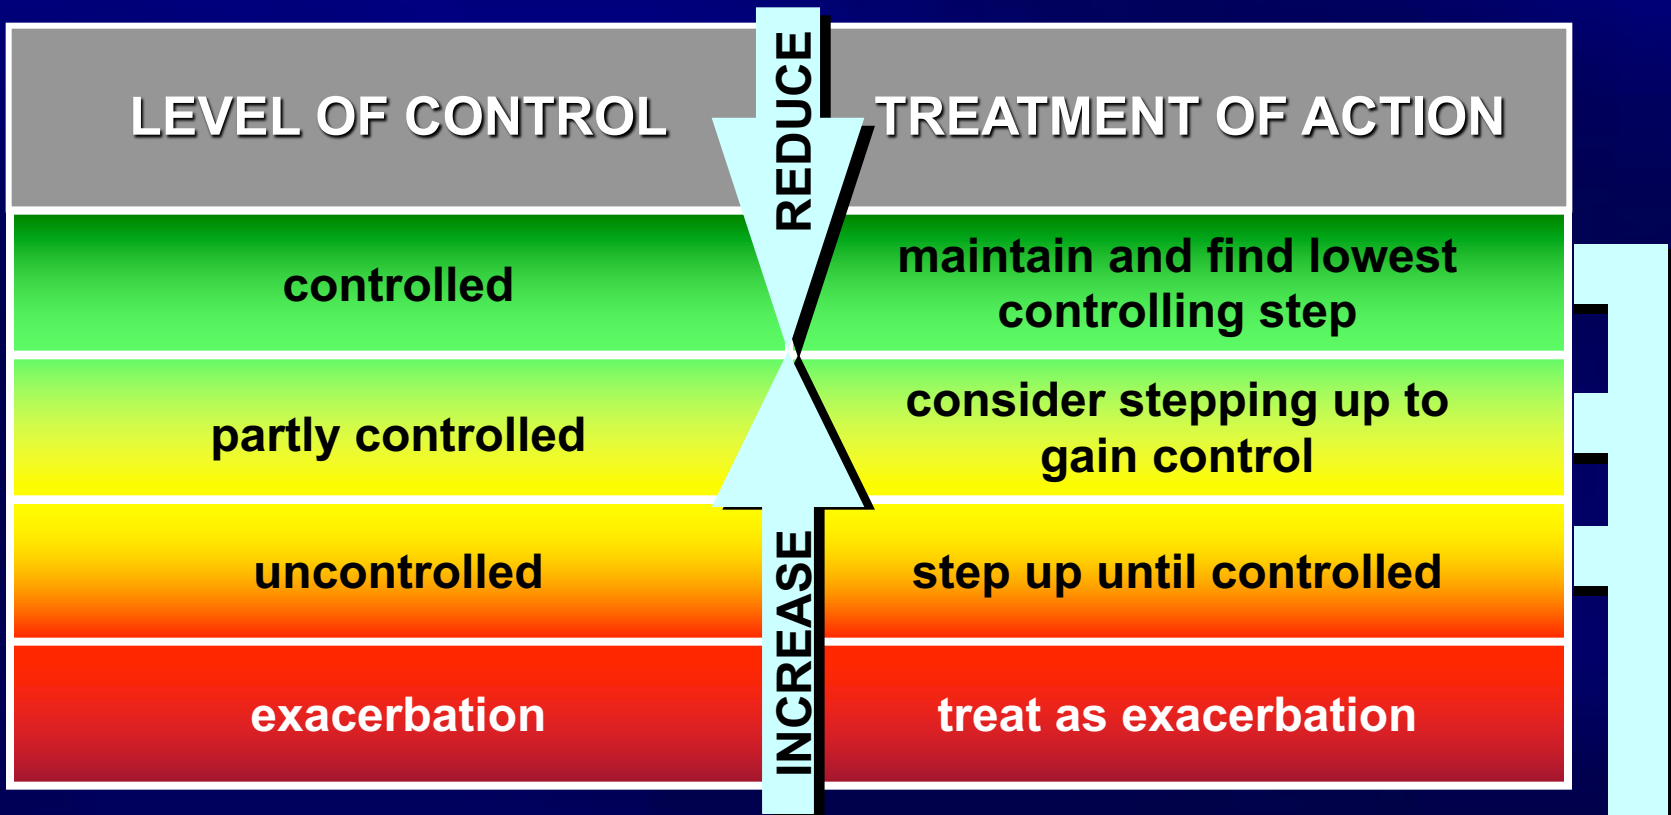 REDUCE
LEVEL OF CONTROL
TREATMENT OF ACTION
controlled
maintain and find lowest
controlling step
partly controlled
consider stepping up to
gain control
uncontrolled
step up until controlled
INCREASE
exacerbation
treat as exacerbation